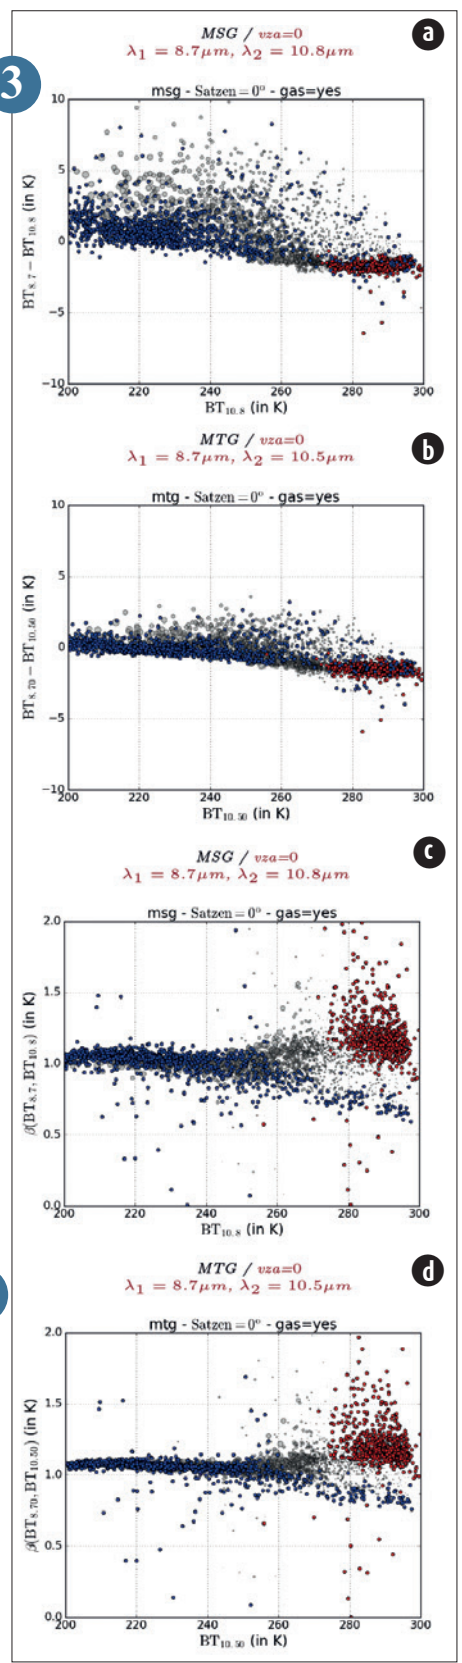 a
MSG / vza=0
λ1 = 8.7μm, λ2 = 10.8μm
3
msg - Satzen = 0° - gas=yes
10
5
0
−5
−10
BT8.7 − BT10.8 (in K)
200 220 240 260 280 300
BT10.8 (in K)
b
MTG / vza=0
λ1 = 8.7μm, λ2 = 10.5μm
mtg - Satzen = 0° - gas=yes
10
5
0
−5
−10
BT8.70 − BT10.50 (in K)
200 220 240 260 280 300
BT10.50 (in K)
c
MSG / vza=0
λ1 = 8.7μm, λ2 = 10.8μm
msg - Satzen = 0° - gas=yes
2.0
1.5
1.0
0.5
0.0
β(BT8.7, BT10.8) (in K)
200 220 240 260 280 300
BT10.8 (in K)
d
MTG / vza=0
λ1 = 8.7μm, λ2 = 10.5μm
mtg - Satzen = 0° - gas=yes
2.0
1.5
1.0
0.5
0.0
β(BT8.70, BT10.50) (in K)
200 220 240 260 280 300
BT10.50 (in K)